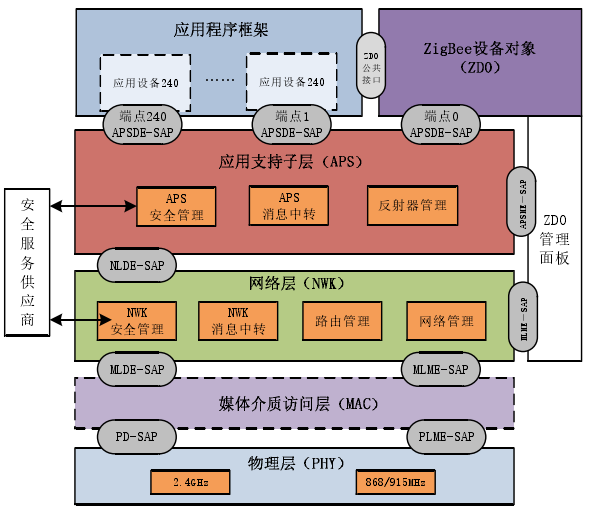 应用程序框架
ZigBee设备对象
（ZDO）
ZDO
公共
接口
应用设备240
……
应用设备240
端点240
APSDE-SAP
端点1
APSDE-SAP
端点0
APSDE-SAP
应用支持子层（APS）
APS
安全管理
APS
消息中转
反射器管理
APSME-SAP
ZDO
管理
面板
安全服务供应商
NLDE-SAP
网络层（NWK）
NWK
安全管理
NWK
消息中转
路由管理
网络管理
NLME-SAP
MLDE-SAP
MLME-SAP
媒体介质访问层（MAC）
PD-SAP
PLME-SAP
物理层（PHY）
2.4GHz
868/915MHz